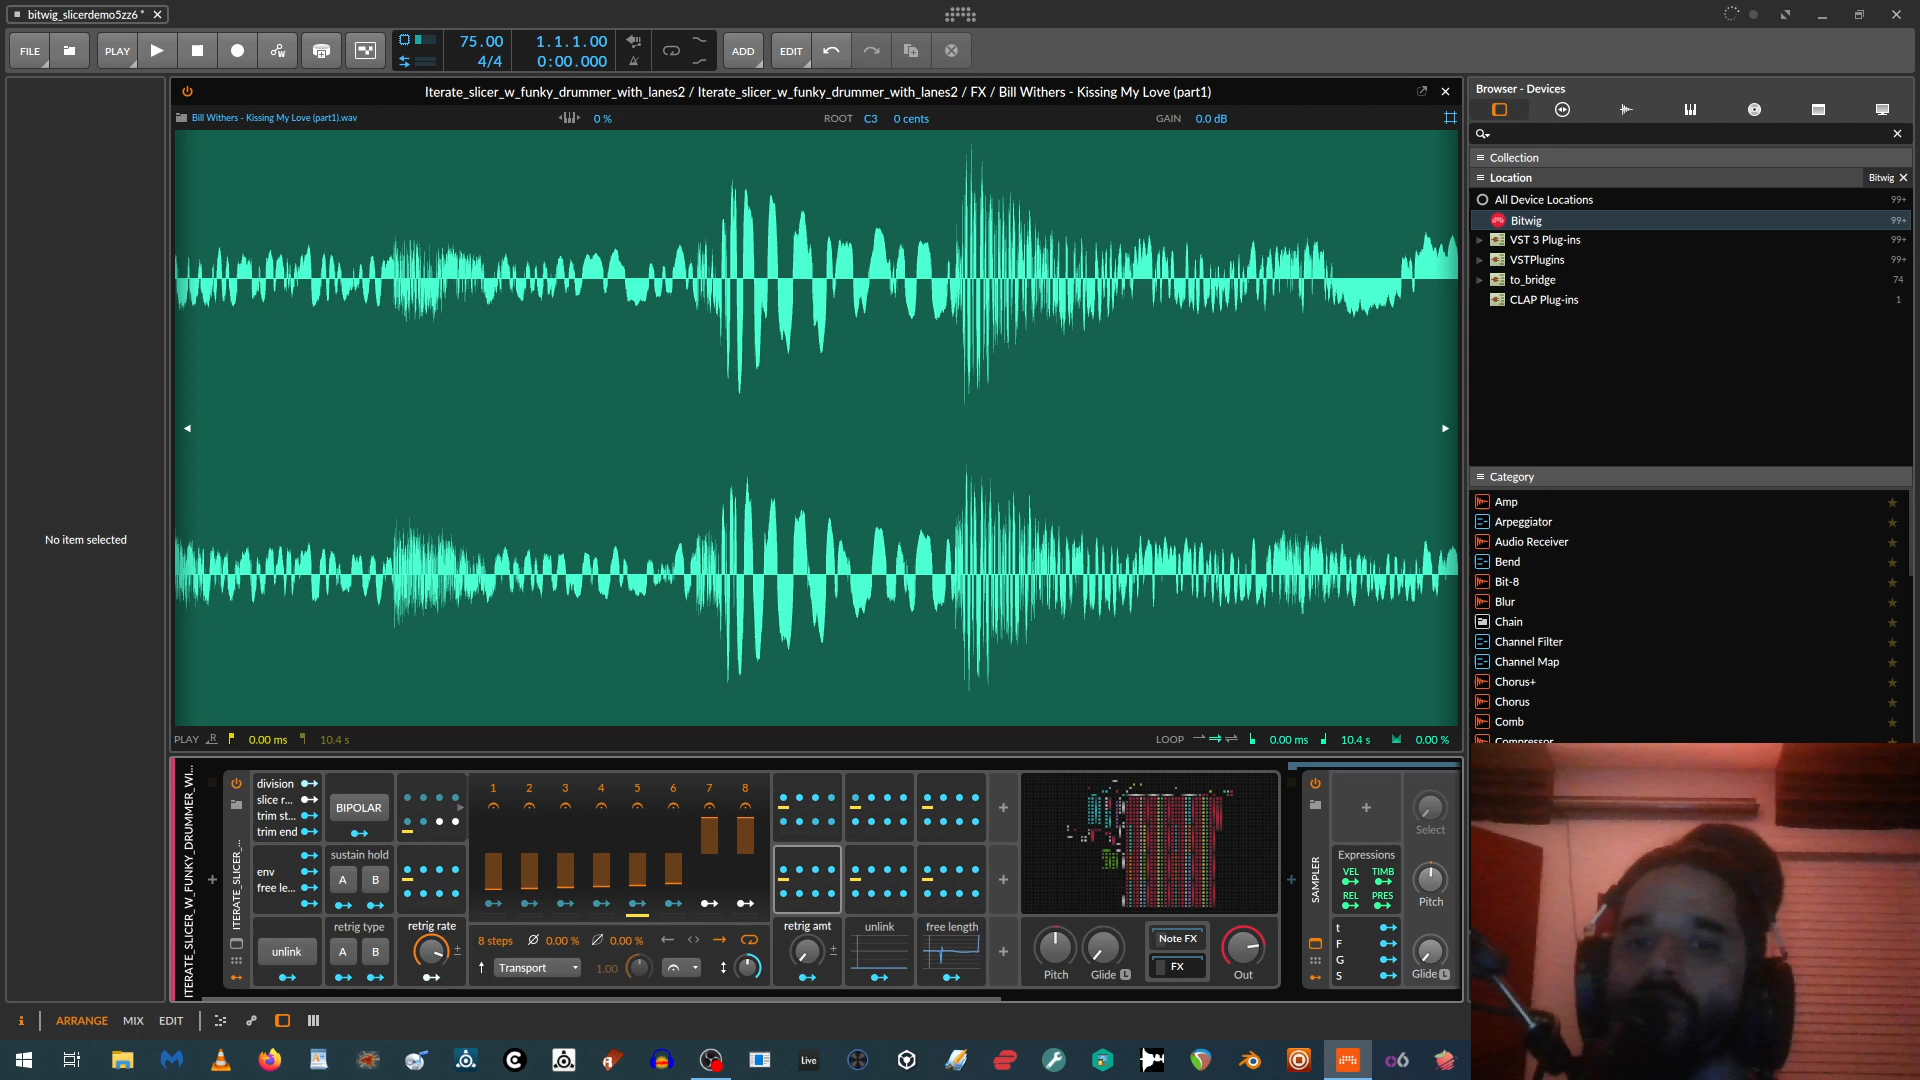 bitwig_slicerdemo5zz6 *
FILE
PLAY
75.00
4/4
1.1.1.00
0:00.000
ADD
EDIT
Iterate_slicer_w_funky_drummer_with_lanes2 / Iterate_slicer_w_funky_drummer_with_lanes2 / FX / Bill Withers - Kissing My Love (part1)
Bill Withers - Kissing My Love (part1).wav
0 %
ROOT C3 0 cents
GAIN 0.0 dB
No item selected
PLAY 0.00 ms 10.4 s
LOOP 0.00 ms 10.4 s 0.00 %
Browser - Devices
Collection
Location
Bitwig
All Device Locations 99+
Bitwig 99+
VST 3 Plug-ins 99+
VSTPlugins 99+
to_bridge 74
CLAP Plug-ins 1
Category
Amp
Arpeggiator
Audio Receiver
Bend
Bit-8
Blur
Chain
Channel Filter
Channel Map
Chorus+
Chorus
Comb
Compressor
ITERATE_SLICER_W_FUNKY_DRUMMER_WI...
ITERATE_SLICER_...
division
slice r...
trim st...
trim end
env
free le...
unlink
BIPOLAR
sustain hold
A B
retrig type
A B
retrig rate
1 2 3 4 5 6 7 8
8 steps 0.00 % 0.00 %
Transport 1.00
retrig amt
unlink
free length
Pitch
Glide L
Note FX
FX
Out
SAMPLER
Expressions
VEL TIMB
REL PRES
t
F
G
S
Select
Pitch
Glide L
i
ARRANGE MIX EDIT
Live